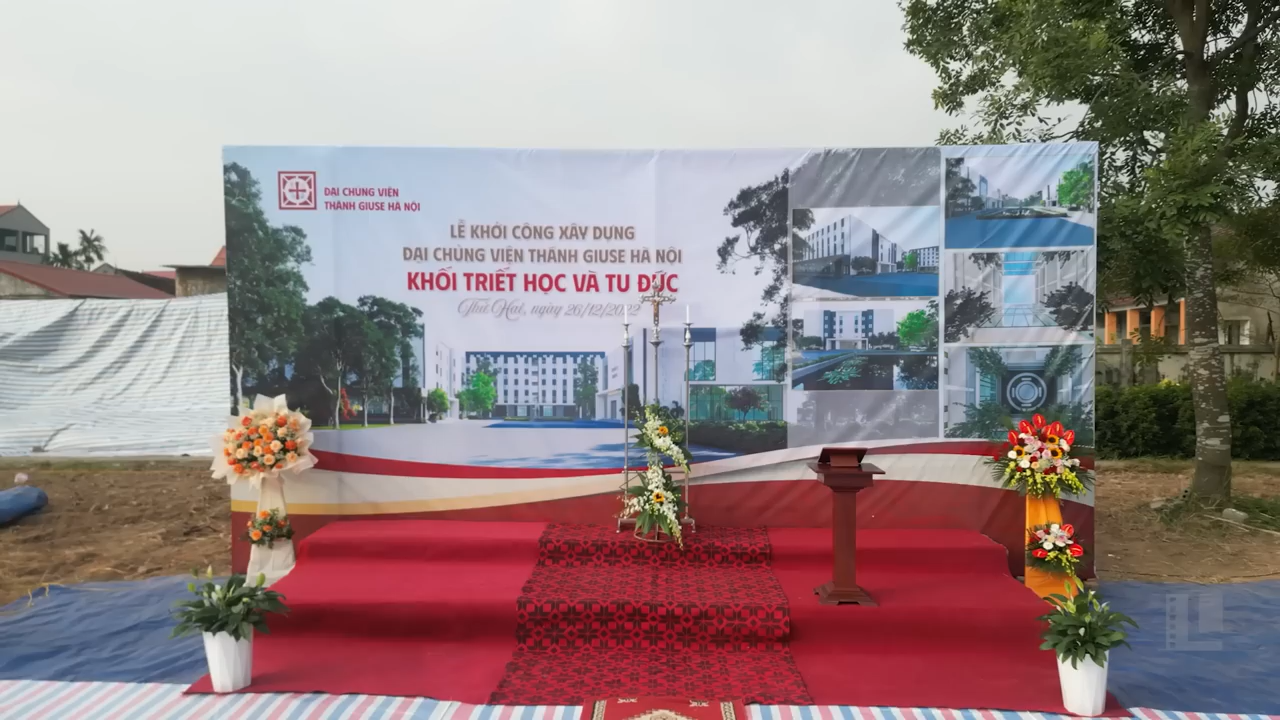 ĐẠI CHỦNG VIỆN
THÁNH GIUSE HÀ NỘI
LỄ KHỞI CÔNG XÂY DỰNG
ĐẠI CHỦNG VIỆN THÁNH GIUSE HÀ NỘI
KHỐI TRIẾT HỌC VÀ TU ĐỨC
Thứ Hai, ngày 26/12/2022